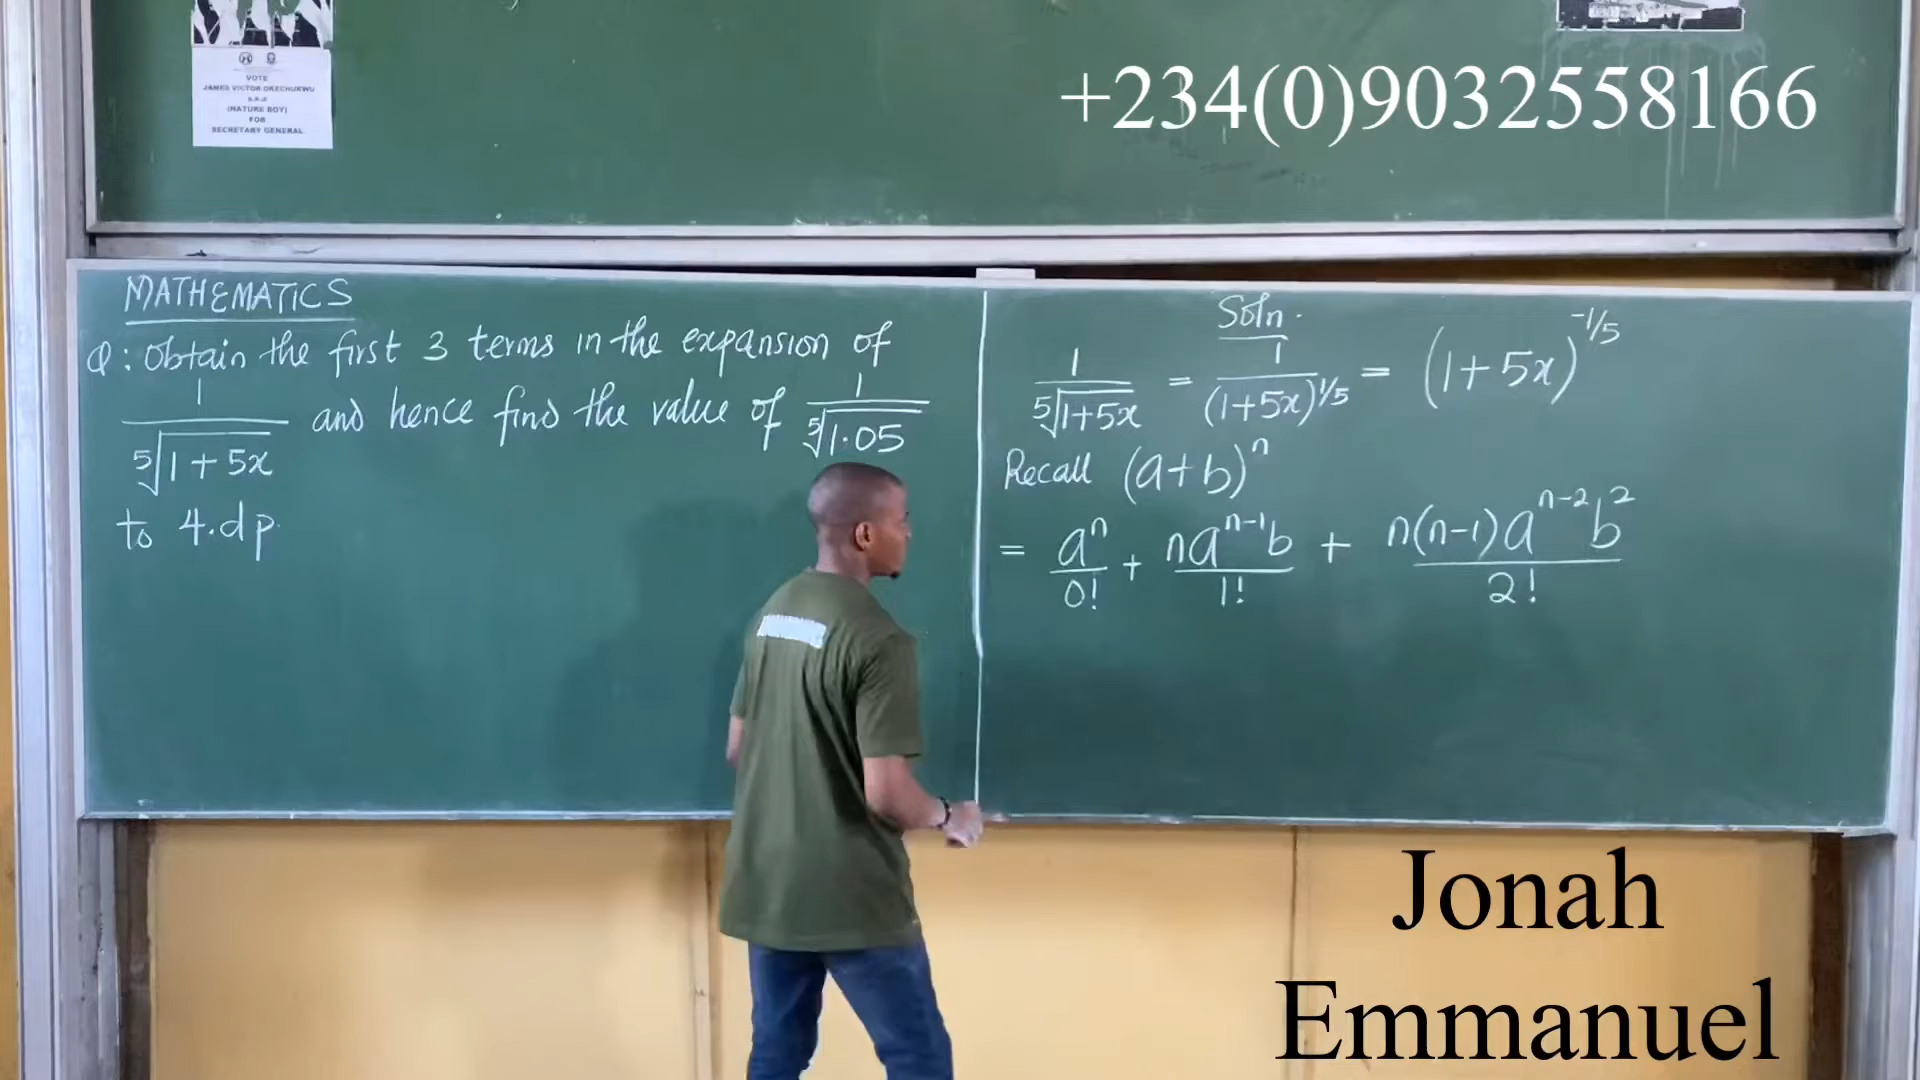 VOTE
JAMES VICTOR OKECHUKWU
(NATURE BOY)
FOR
SECRETARY GENERAL
+234(0)9032558166
MATHEMATICS
Q: Obtain the first 3 terms in the expansion of
1/⁵√(1+5x) and hence find the value of 1/⁵√1.05
to 4.dp.
Soln.
1/⁵√(1+5x) = 1/(1+5x)^1/5 = (1+5x)^-1/5
Recall (a+b)^n
= a^n/0! + na^(n-1)b/1! + n(n-1)a^(n-2)b^2/2!
Jonah
Emmanuel